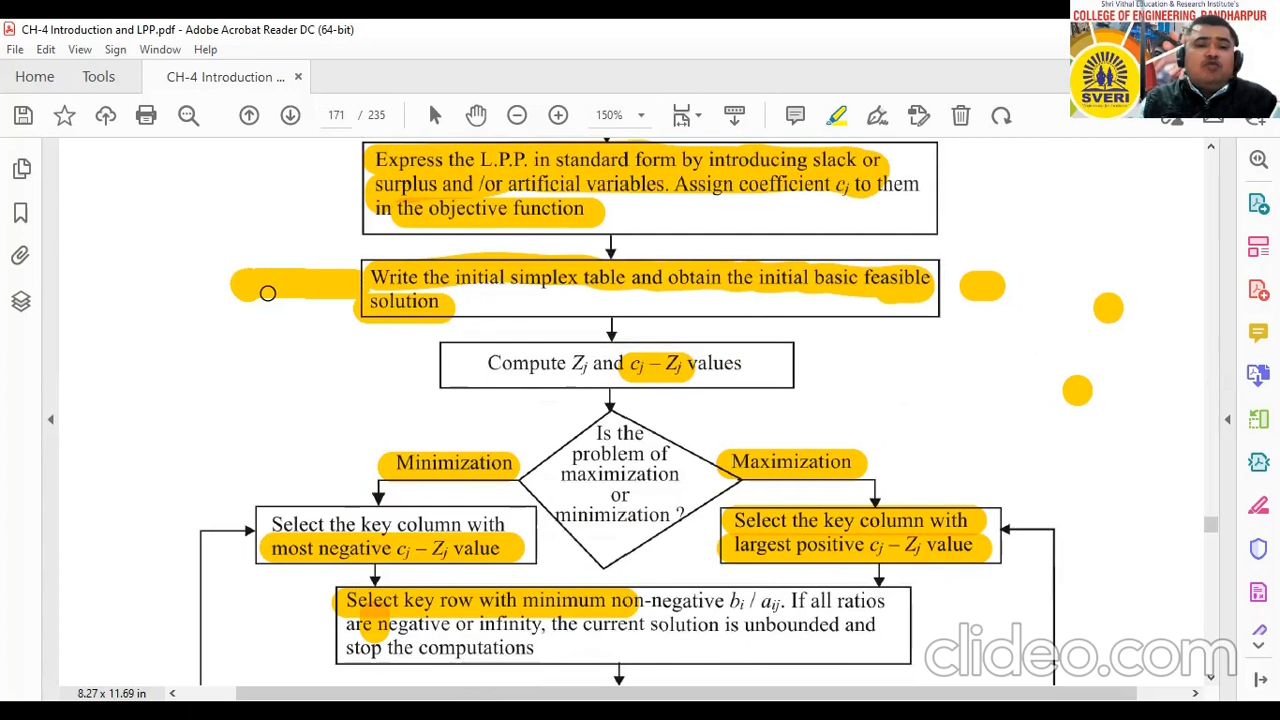 CH-4 Introduction and LPP.pdf - Adobe Acrobat Reader DC (64-bit)
File Edit View Sign Window Help
Home Tools CH-4 Introduction ... ×
171 / 23 150%
Shri Vithal Education & Research Institute's
COLLEGE OF ENGINEERING, PANDHARPUR
SVERI
Express the L.P.P. in standard form by introducing slack or
surplus and /or artificial variables. Assign coefficient cj to them
in the objective function
Write the initial simplex table and obtain the initial basic feasible
solution
Compute Zj and cj – Zj values
Is the
problem of
maximization
or
minimization ?
Minimization
Maximization
Select the key column with
most negative cj – Zj value
Select the key column with
largest positive cj – Zj value
Select key row with minimum non-negative bi / aij. If all ratios
are negative or infinity, the current solution is unbounded and
stop the computations
clideo.com
8.27 x 11.69 in